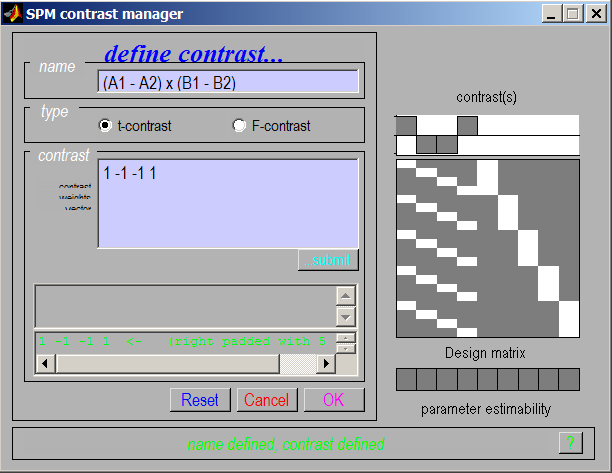 SPM contrast manager
define contrast...
name
(A1 - A2) x (B1 - B2)
type
t-contrast
F-contrast
contrast
contrast
weights
vector
1 -1 -1 1
...submit
1 -1 -1 1 <- (right padded with 5
Reset
Cancel
OK
name defined, contrast defined
?
contrast(s)
Design matrix
parameter estimability